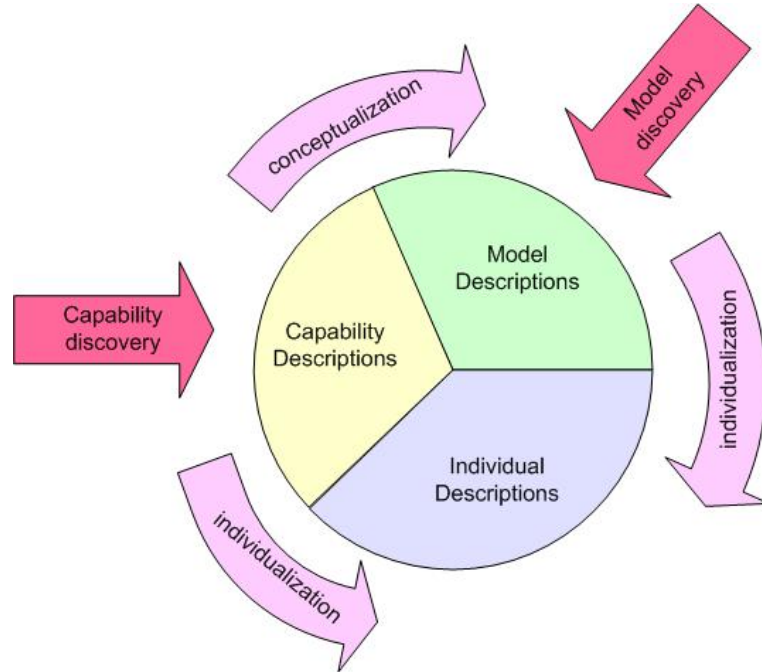 conceptualization
Model
discovery
Model
Descriptions
Capability
discovery
Capability
Descriptions
individualization
Individual
Descriptions
individualization